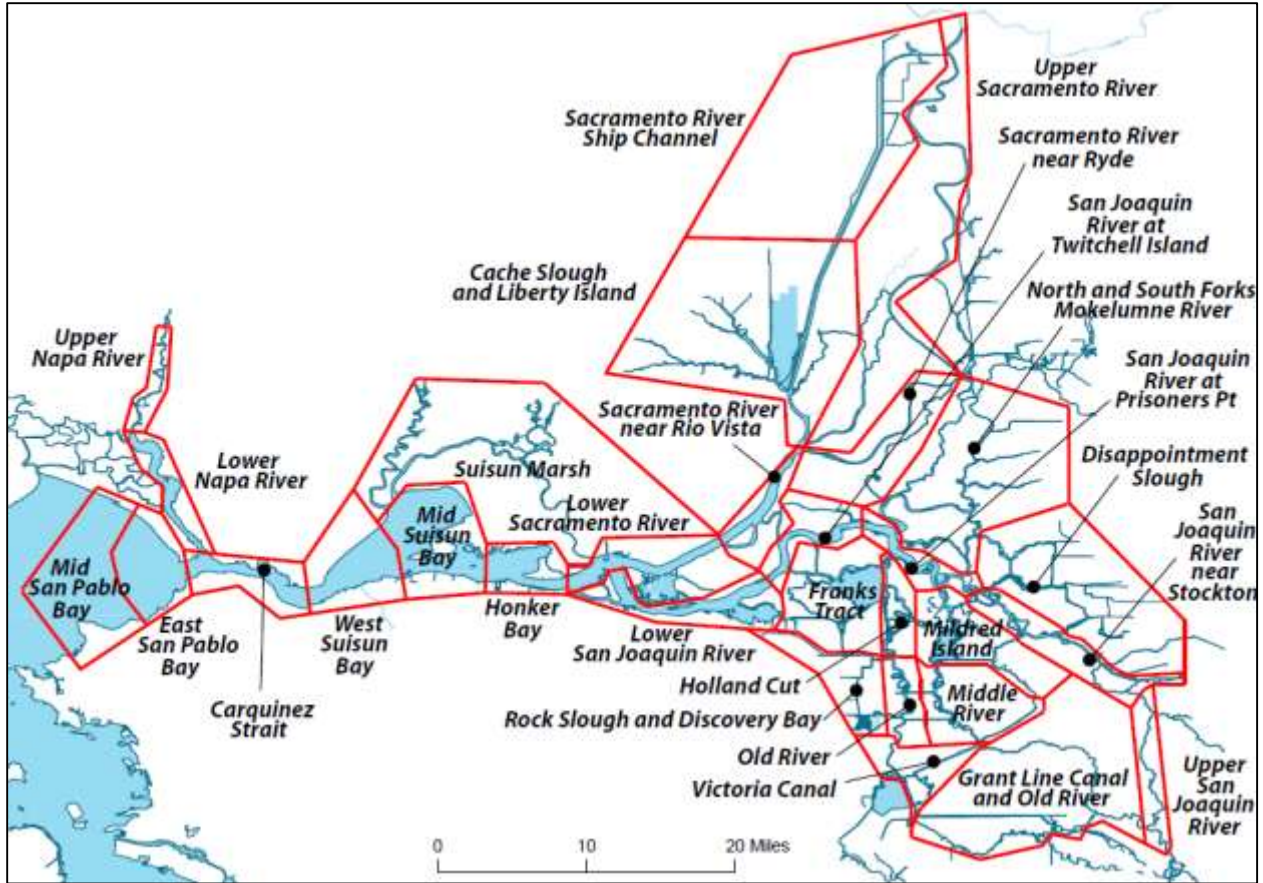 Upper
Sacramento River
Sacramento River
Ship Channel
Sacramento River
near Ryde
San Joaquin
River at
Twitchell Island
Cache Slough
and Liberty Island
North and South Forks
Mokelumne River
Upper
Napa River
San Joaquin
River at
Prisoners Pt
Sacramento River
near Rio Vista
Disappointment
Slough
Lower
Napa River
Suisun Marsh
Lower
Sacramento River
Mid
Suisun
Bay
San
Joaquin
River
near
Stockton
Mid
San Pablo
Bay
Franks
Tract
East
San Pablo
Bay
West
Suisun
Bay
Honker
Bay
Lower
San Joaquin River
Mildred
Island
Holland Cut
Middle
River
Carquinez
Strait
Rock Slough and Discovery Bay
Old River
Victoria Canal
Grant Line Canal
and Old River
Upper
San
Joaquin
River
0 10 20 Miles